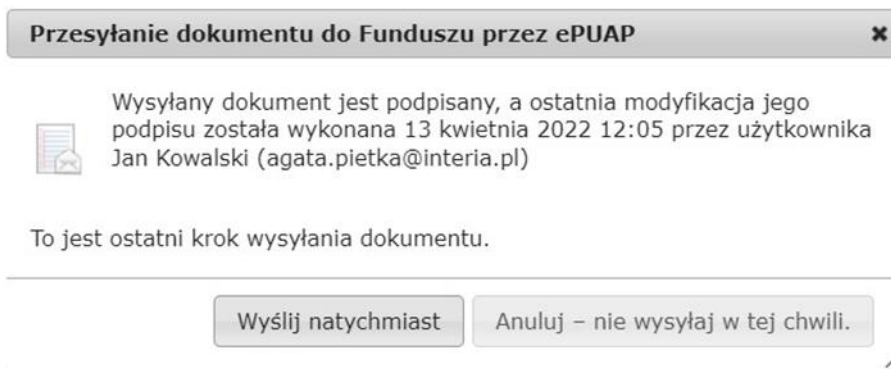 Przesyłanie dokumentu do Funduszu przez ePUAP
Wysyłany dokument jest podpisany, a ostatnia modyfikacja jego
podpisu została wykonana 13 kwietnia 2022 12:05 przez użytkownika
Jan Kowalski (agata.pietka@interia.pl)
To jest ostatni krok wysyłania dokumentu.
Wyślij natychmiast
Anuluj – nie wysyłaj w tej chwili.